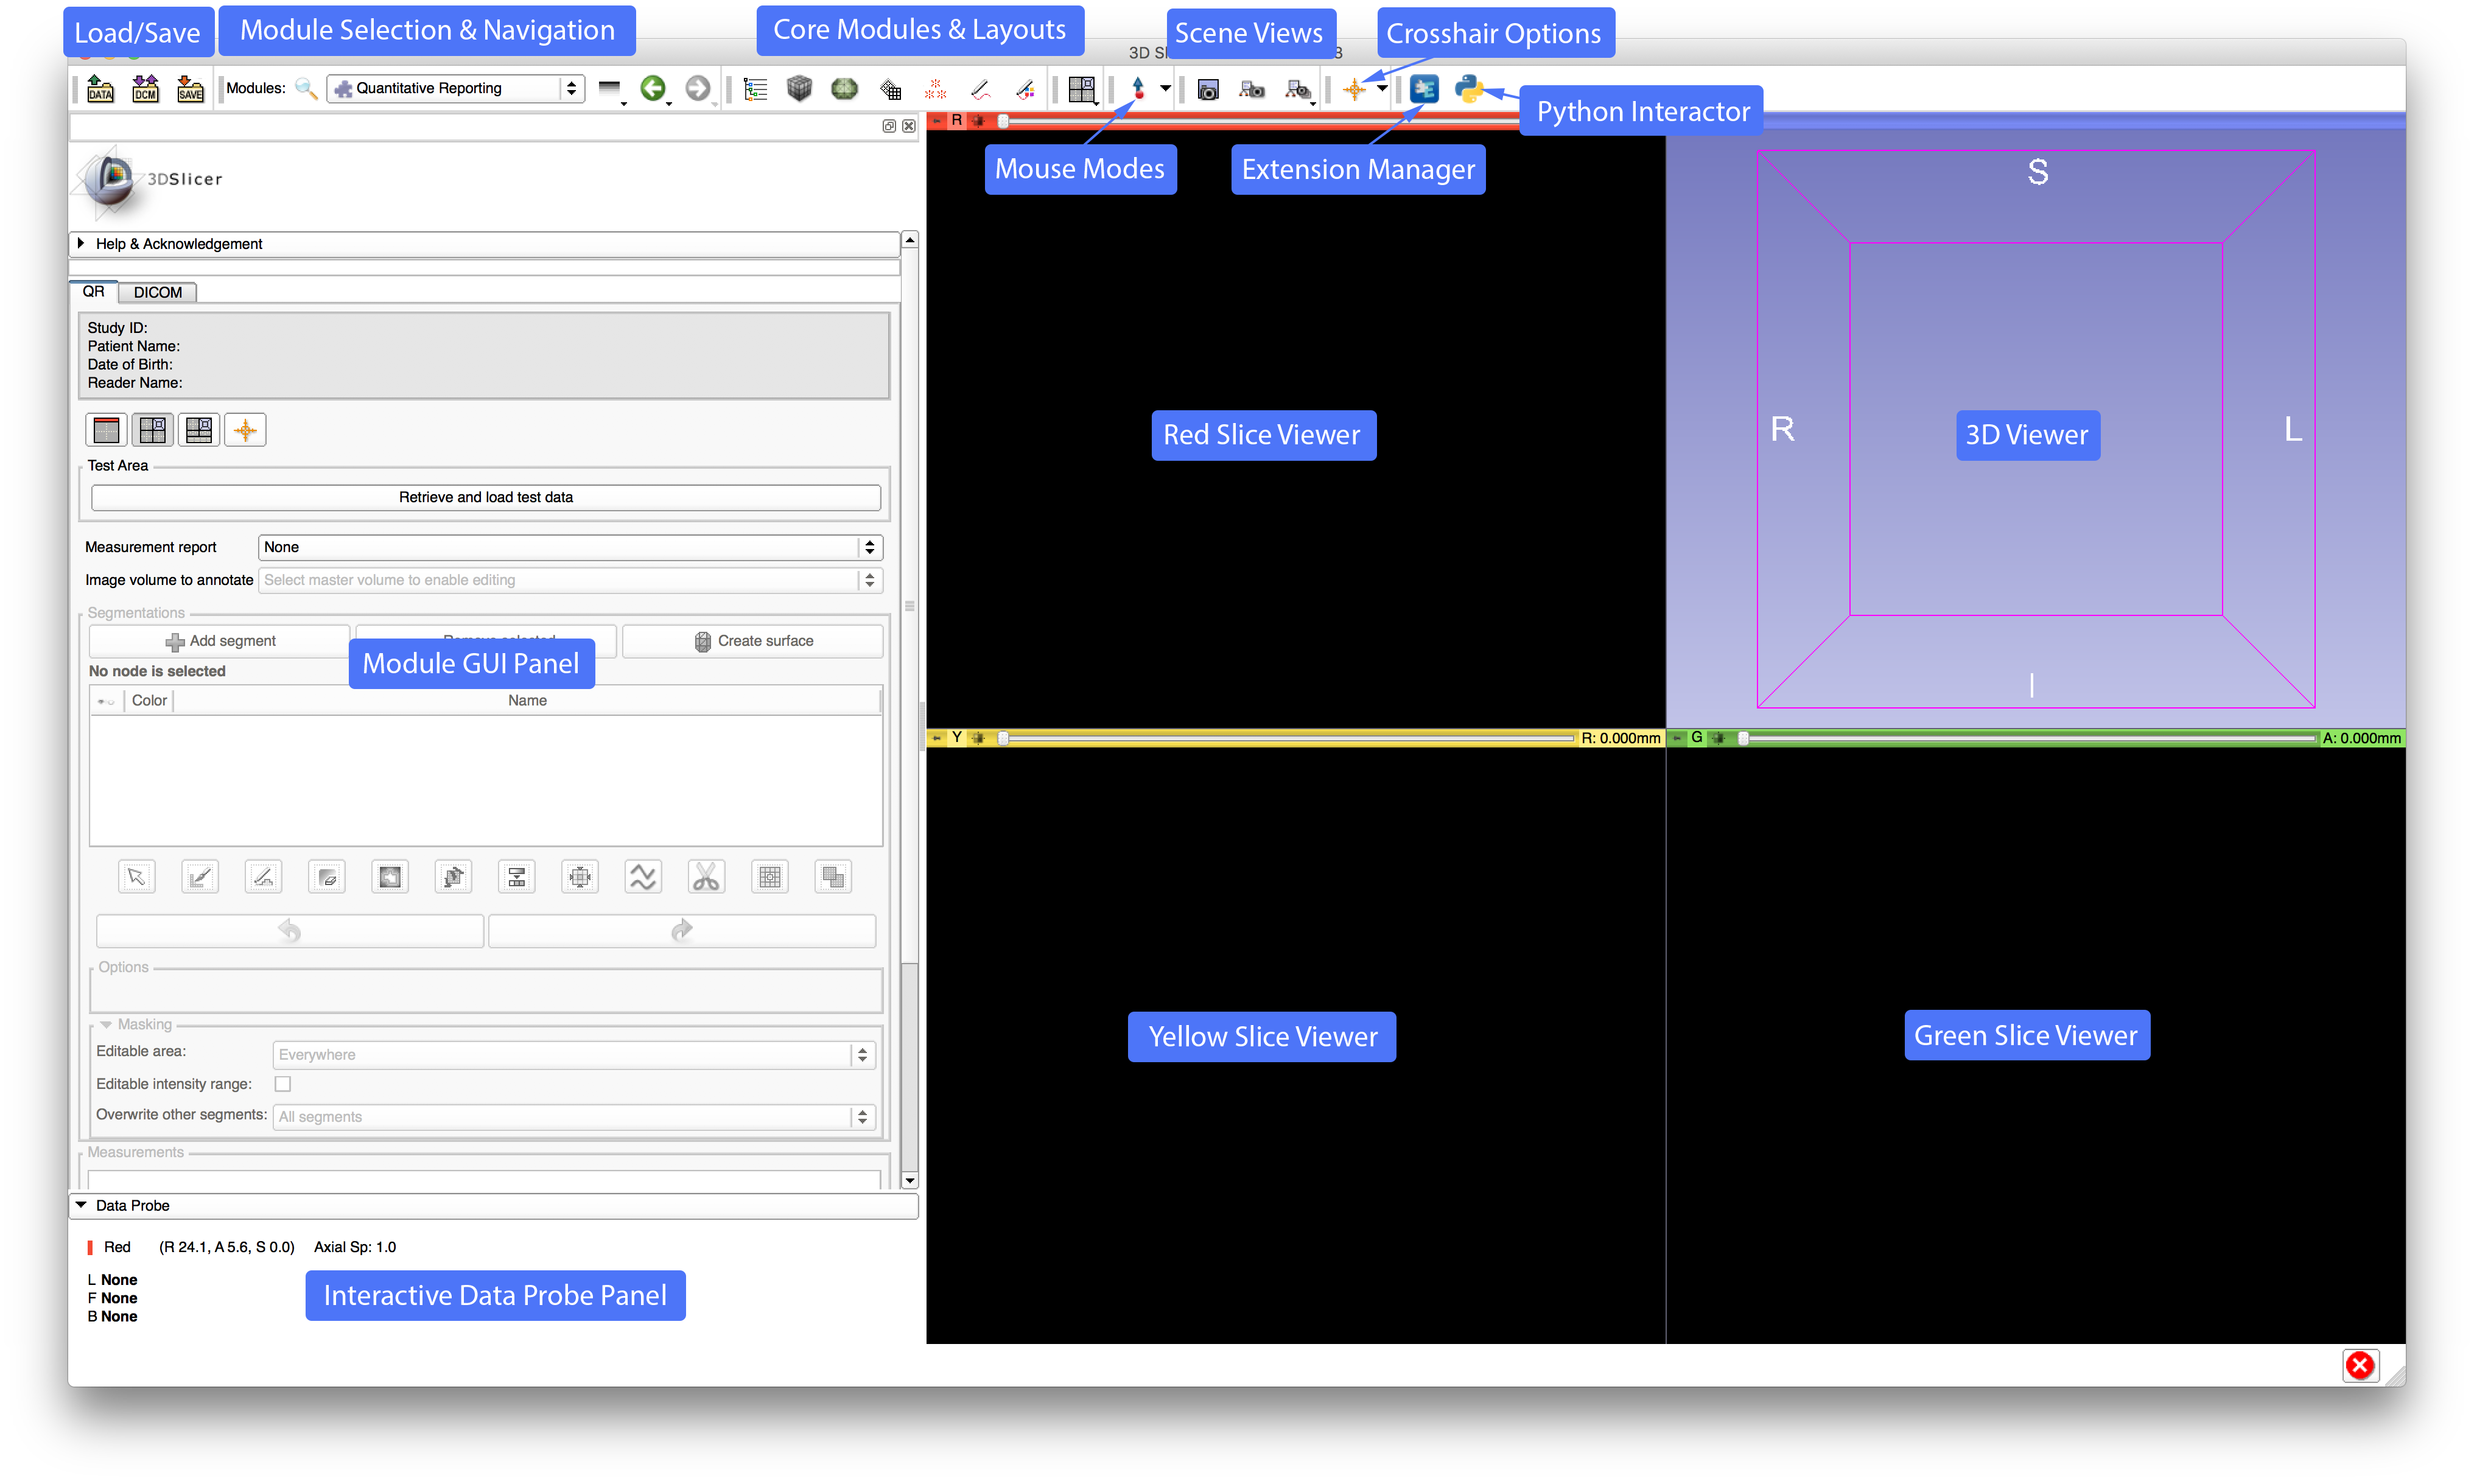 Load/Save
Module Selection & Navigation
Core Modules & Layouts
Scene Views
Crosshair Options
3D Sl
3
DATA
DCM
SAVE
Modules:
Quantitative Reporting
Python Interactor
Mouse Modes
Extension Manager
R
3DSlicer
Help & Acknowledgement
QR
DICOM
Study ID:
Patient Name:
Date of Birth:
Reader Name:
Test Area
Retrieve and load test data
Measurement report
None
Image volume to annotate
Select master volume to enable editing
Segmentations
Add segment
Remove selected
Create surface
Module GUI Panel
No node is selected
Color
Name
Options
Masking
Editable area:
Everywhere
Editable intensity range:
Overwrite other segments:
All segments
Measurements
Data Probe
Red (R 24.1, A 5.6, S 0.0) Axial Sp: 1.0
L None
F None
B None
Interactive Data Probe Panel
Red Slice Viewer
S
R
3D Viewer
L
I
Y
R: 0.000mm
G
A: 0.000mm
Yellow Slice Viewer
Green Slice Viewer